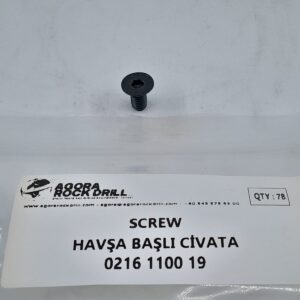 AGORA
ROCK DRILL
QTY : 78
SCREW
HAVŞA BAŞLI CİVATA
0216 1100 19